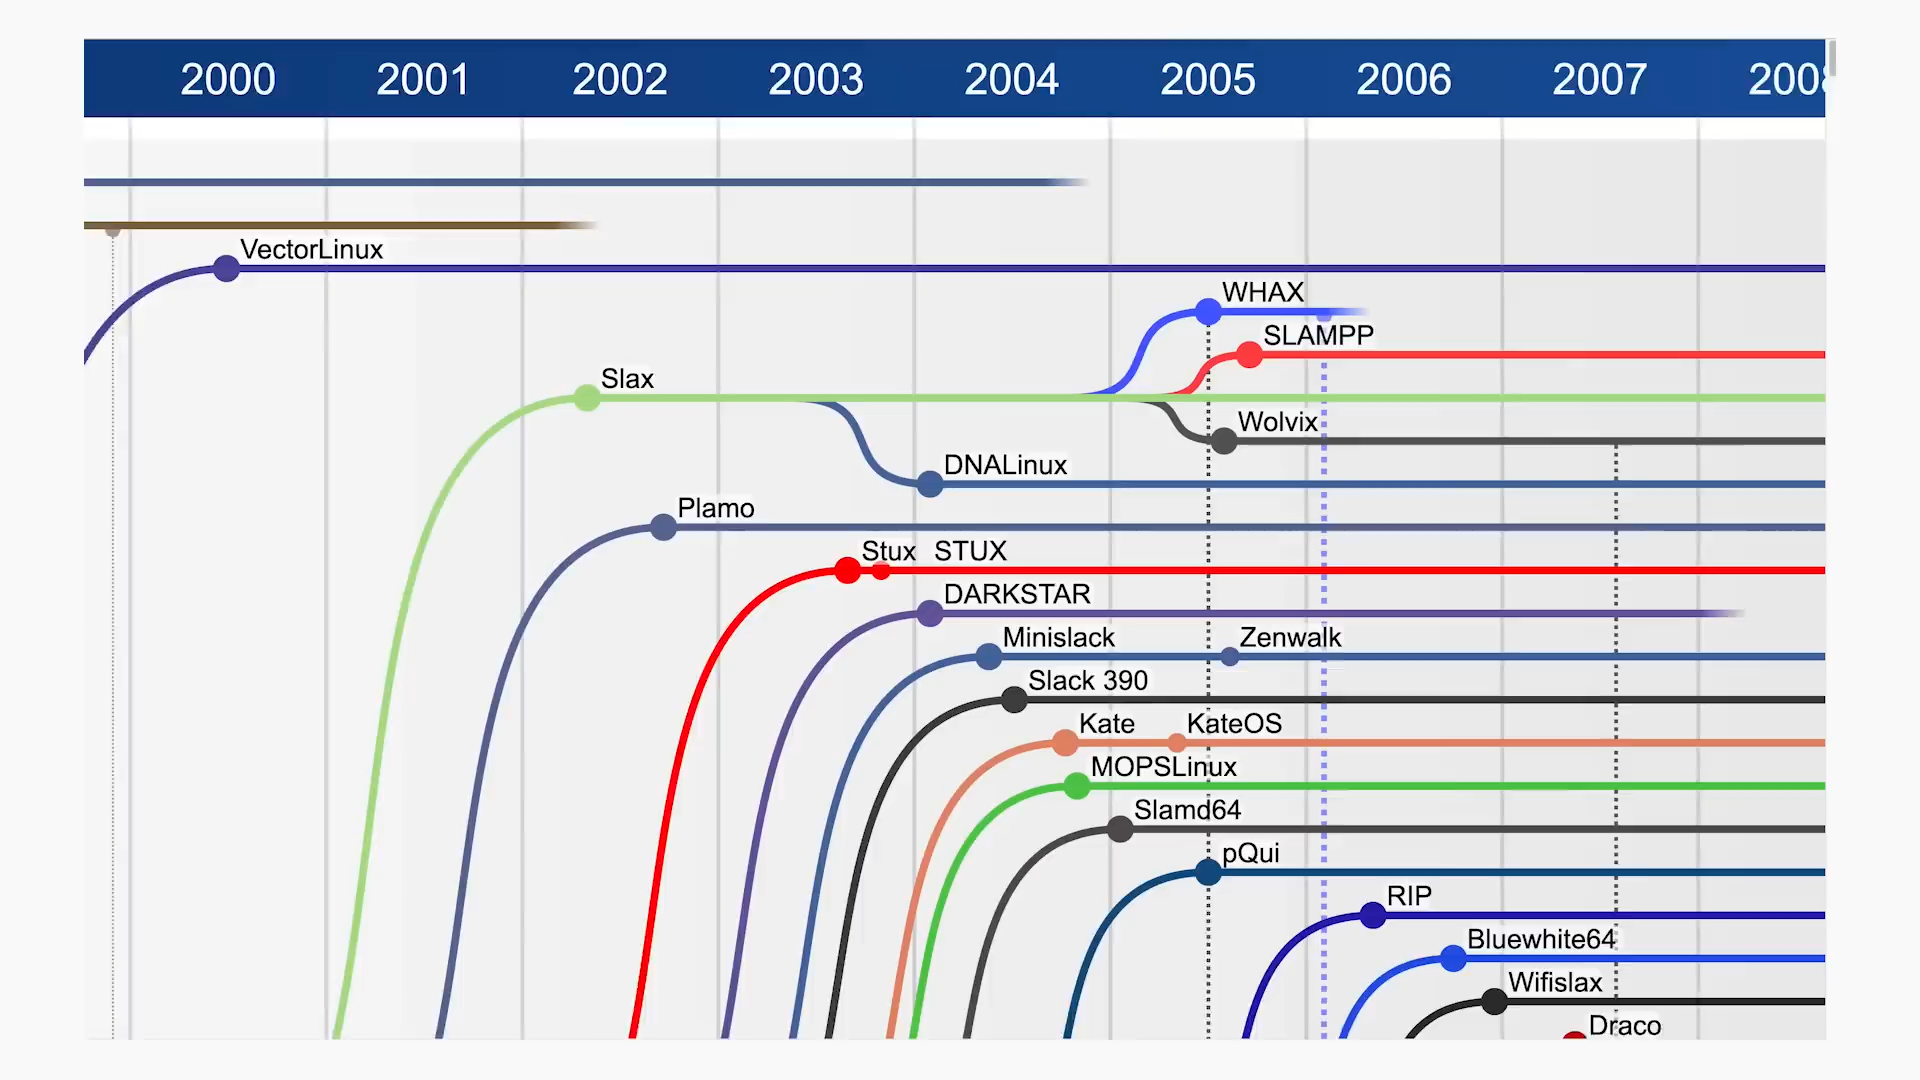 2000 2001 2002 2003 2004 2005 2006 2007 2008
VectorLinux
WHAX
SLAMPP
Slax
Wolvix
DNALinux
Plamo
Stux STUX
DARKSTAR
Minislack Zenwalk
Slack 390
Kate KateOS
MOPSLinux
Slamd64
pQui
RIP
Bluewhite64
Wifislax
Draco